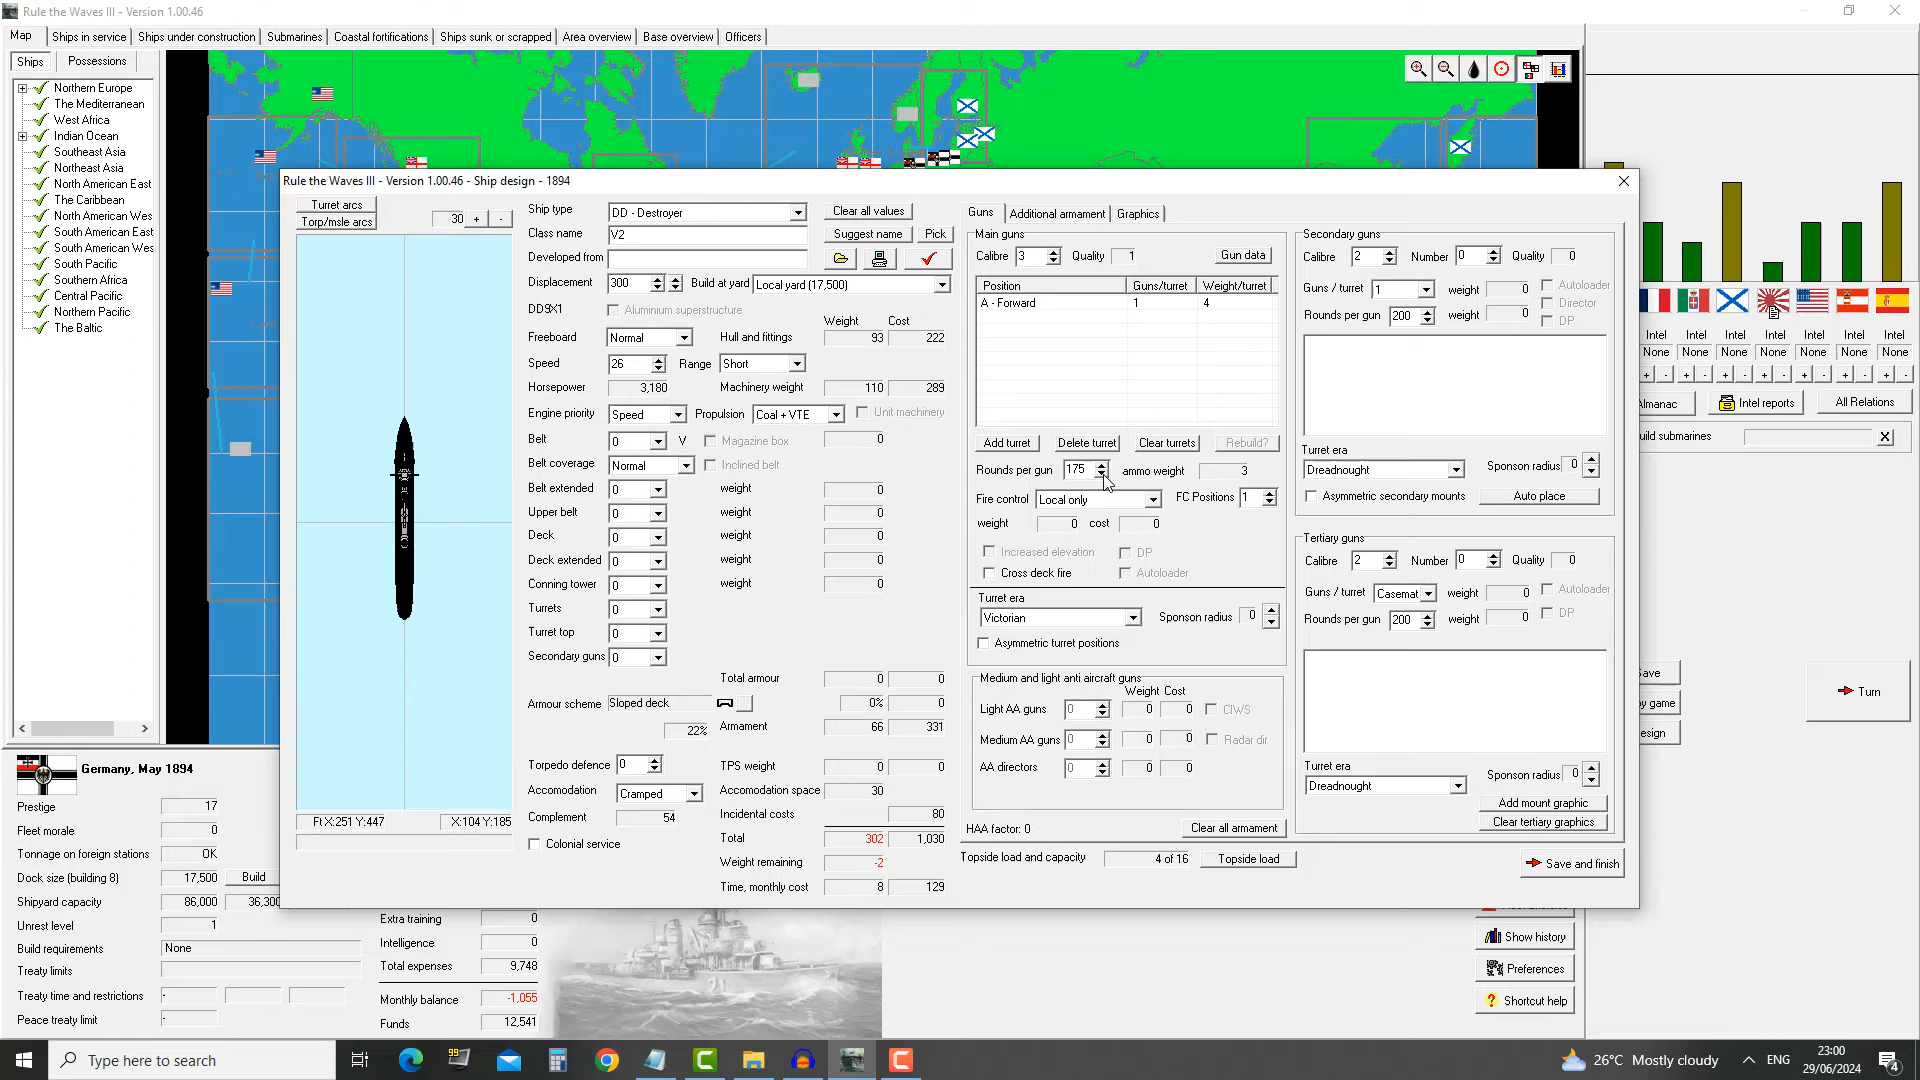 Rule the Waves III - Version 1.00.46
Map Ships in service Ships under construction Submarines Coastal fortifications Ships sunk or scrapped Area overview Base overview Officers
Ships Possessions
Northern Europe
The Mediterranean
West Africa
Indian Ocean
Southeast Asia
Northeast Asia
North American East
The Caribbean
North American Wes
South American East
South American Wes
South Pacific
Southern Africa
Central Pacific
Northern Pacific
The Baltic
Rule the Waves III - Version 1.00.46 - Ship design - 1894
Turret arcs
Torp/msle arcs
30 + -
Ft X:251 Y:447 X:104 Y:185
Ship type DD - Destroyer Clear all values
Class name V2 Suggest name Pick
Developed from
Displacement 300 Build at yard Local yard (17,500)
DD9X1 Aluminium superstructure
Weight Cost
Freeboard Normal Hull and fittings 93 222
Speed 26 Range Short
Horsepower 3,180 Machinery weight 110 289
Engine priority Speed Propulsion Coal + VTE Unit machinery
Belt 0 V Magazine box 0
Belt coverage Normal Inclined belt
Belt extended 0 weight 0
Upper belt 0 weight 0
Deck 0 weight 0
Deck extended 0 weight 0
Conning tower 0 weight 0
Turrets 0
Turret top 0
Secondary guns 0
Total armour 0 0
Armour scheme Sloped deck 0% 0
22% Armament 66 331
Torpedo defence 0 TPS weight 0 0
Accomodation Cramped Accomodation space 30
Complement 54 Incidental costs 80
Colonial service Total 302 1,030
Weight remaining -2
Time, monthly cost 8 129
Guns Additional armament Graphics
Main guns
Calibre 3 Quality 1 Gun data
Position Guns/turret Weight/turret
A - Forward 1 4
Add turret Delete turret Clear turrets Rebuild?
Rounds per gun 175 ammo weight 3
Fire control Local only FC Positions 1
weight 0 cost 0
Increased elevation DP
Cross deck fire Autoloader
Turret era
Victorian Sponson radius 0
Asymmetric turret positions
Medium and light anti aircraft guns
Weight Cost
Light AA guns 0 0 0 CIWS
Medium AA guns 0 0 0 Radar dir
AA directors 0 0 0
HAA factor: 0 Clear all armament
Topside load and capacity 4 of 16 Topside load
Secondary guns
Calibre 2 Number 0 Quality 0
Guns / turret 1 weight 0 Autoloader
Director
Rounds per gun 200 weight 0 DP
Turret era
Dreadnought Sponson radius 0
Asymmetric secondary mounts Auto place
Tertiary guns
Calibre 2 Number 0 Quality 0
Guns / turret Casemat weight 0 Autoloader
Rounds per gun 200 weight 0 DP
Turret era
Dreadnought Sponson radius 0
Add mount graphic
Clear tertiary graphics
Save and finish
Intel Intel Intel Intel Intel Intel Intel
None None None None None None None
+ - + - + - + - + - + - + -
lmanac Intel reports All Relations
uild submarines X
ave
oy game
esign
Turn
Germany, May 1894
Prestige 17
Fleet morale 0
Tonnage on foreign stations OK
Dock size (building 8) 17,500 Build
Shipyard capacity 86,000 36,300
Unrest level 1
Build requirements None
Treaty limits
Treaty time and restrictions -
Peace treaty limit -
Extra training 0
Intelligence 0
Total expenses 9,748
Monthly balance -1,055
Funds 12,541
Show history
Preferences
Shortcut help
Type here to search
99
26°C Mostly cloudy ENG 23:00
29/06/2024
4